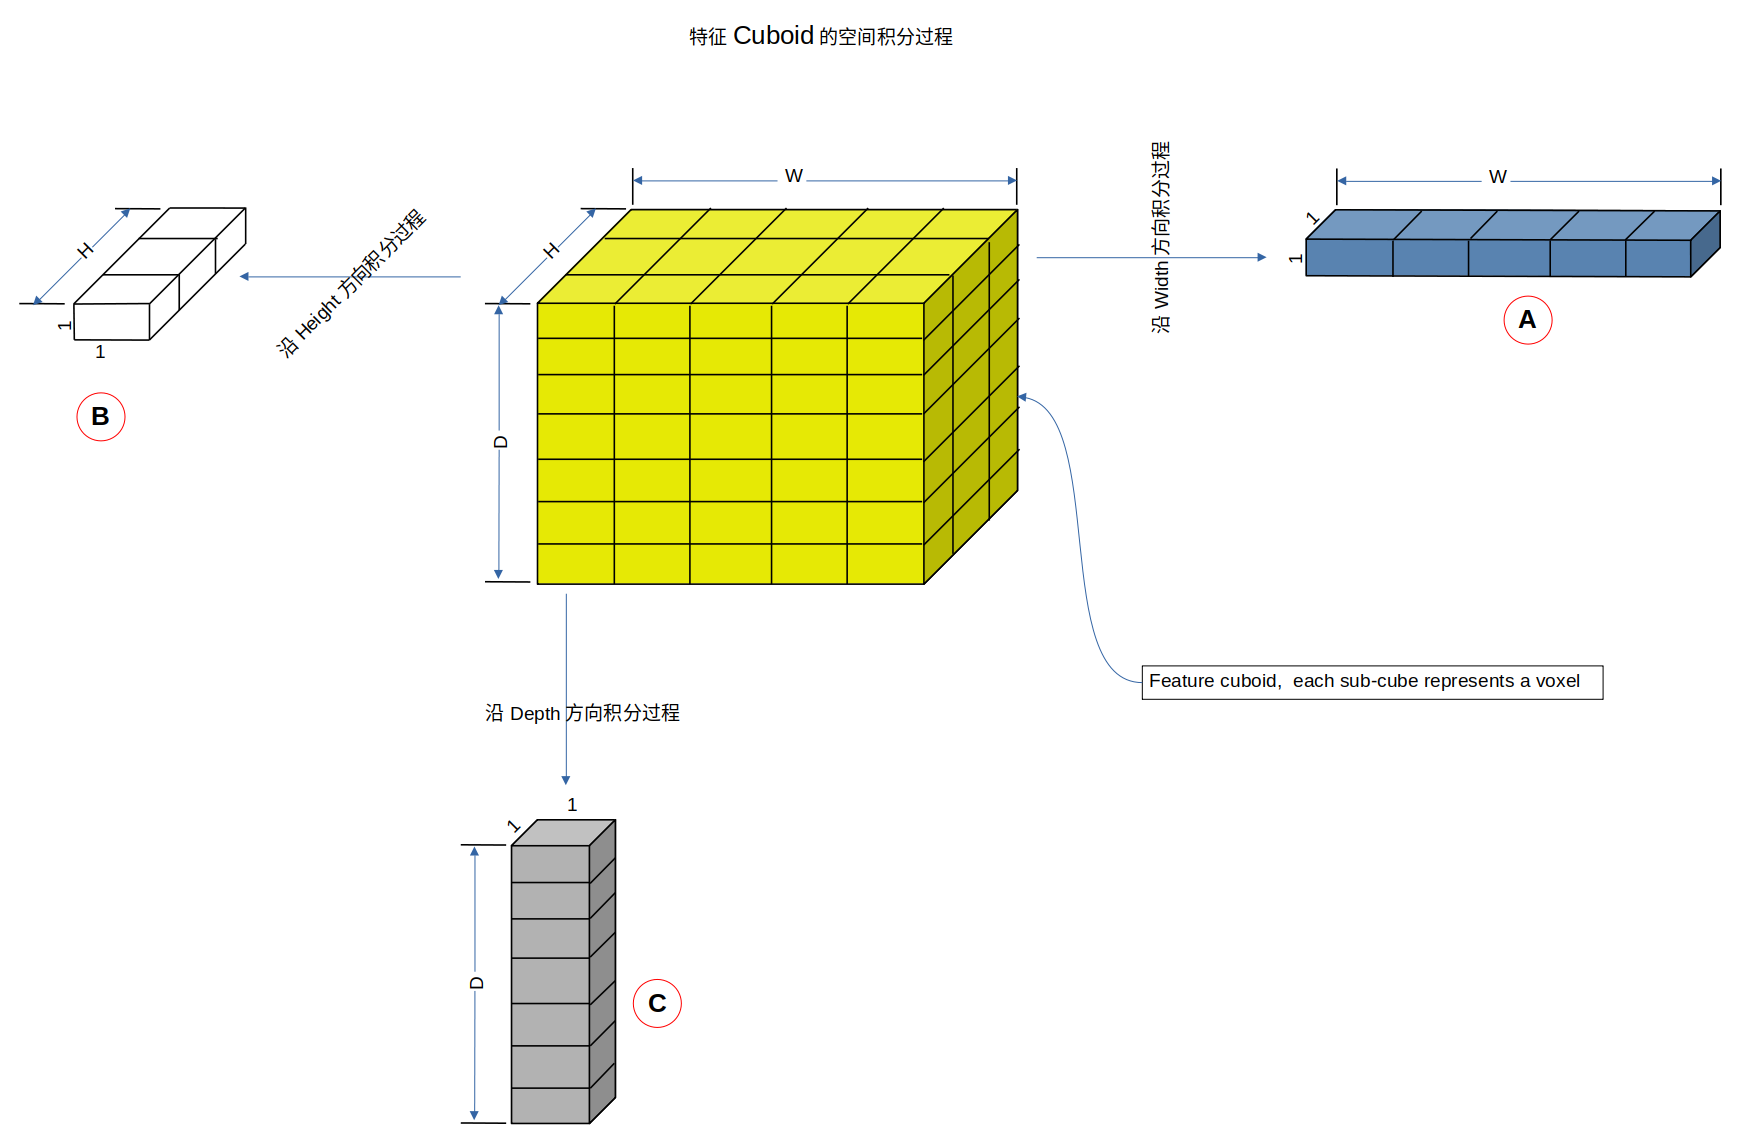 特征 Cuboid 的空间积分过程
W
H
D
沿 Width 方向积分过程
W
1
1
A
沿 Height 方向积分过程
H
1
1
B
Feature cuboid,  each sub-cube represents a voxel
沿 Depth 方向积分过程
1
1
D
C